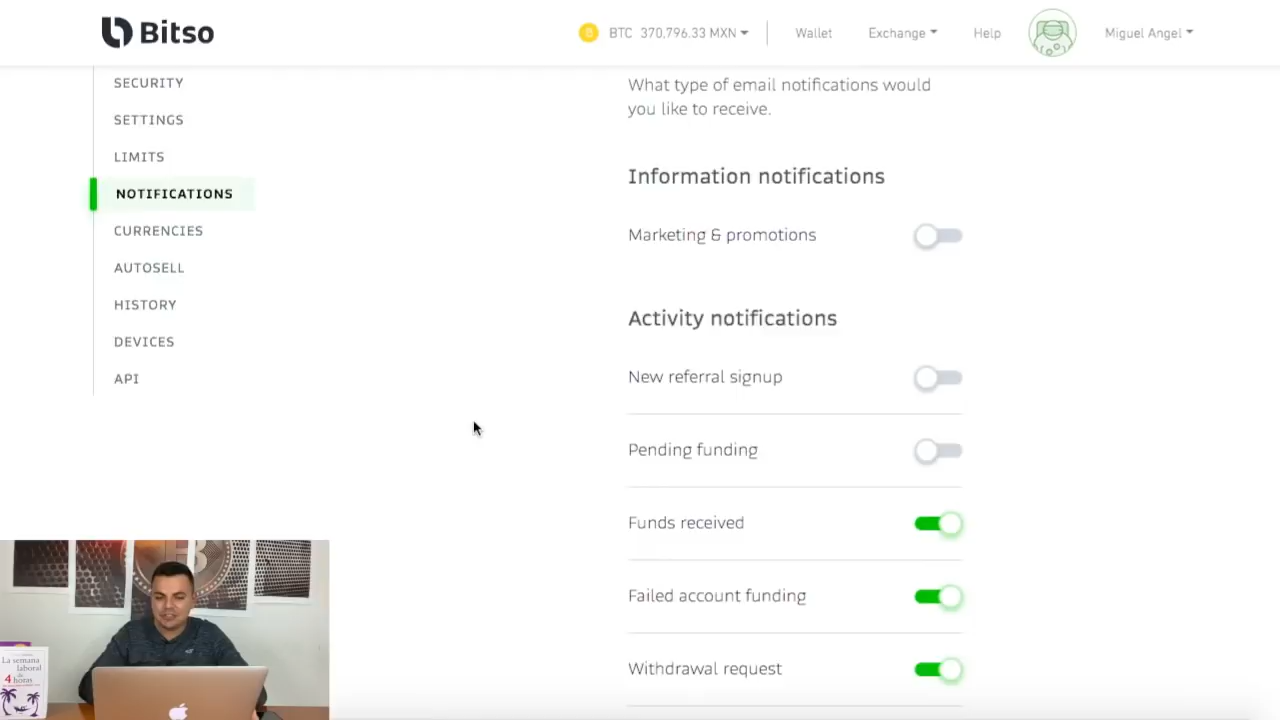 Bitso
BTC 370,796.33 MXN
Wallet
Exchange
Help
Miguel Angel
SECURITY
SETTINGS
LIMITS
NOTIFICATIONS
CURRENCIES
AUTOSELL
HISTORY
DEVICES
API
What type of email notifications would
you like to receive.
Information notifications
Marketing & promotions
Activity notifications
New referral signup
Pending funding
Funds received
Failed account funding
Withdrawal request
La semana
laboral
de
4 horas